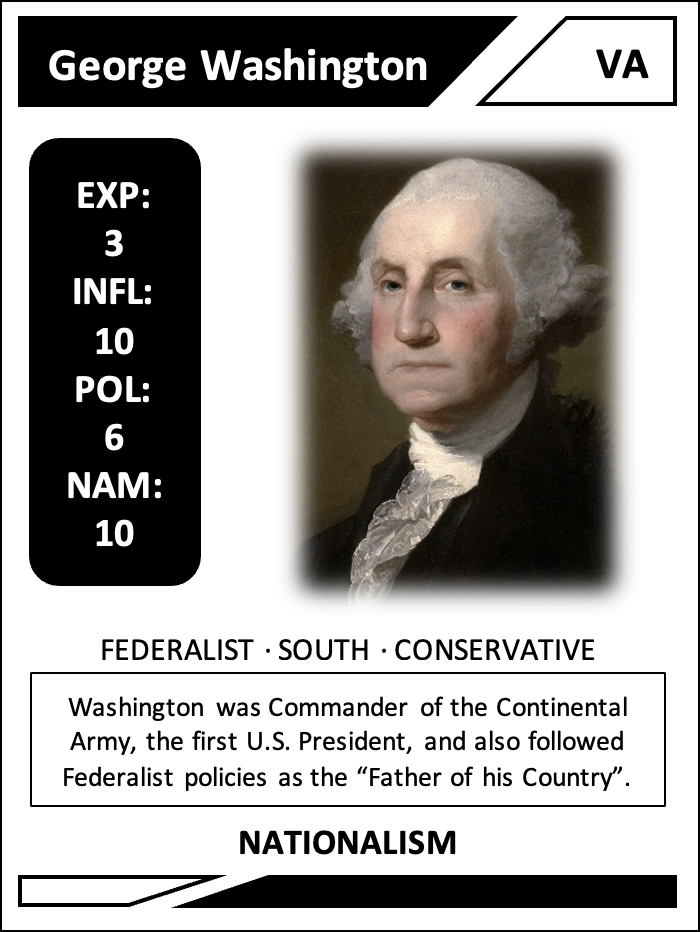 George Washington
VA
EXP:
3
INFL:
10
POL:
6
NAM:
10
FEDERALIST · SOUTH · CONSERVATIVE
Washington was Commander of the Continental
Army, the first U.S. President, and also followed
Federalist policies as the “Father of his Country”.
NATIONALISM